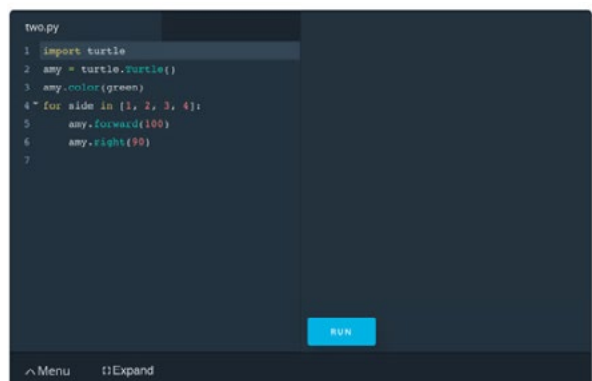 two.py
1 import turtle
2 amy = turtle.Turtle()
3 amy.color(green)
4 for side in [1, 2, 3, 4]:
5 amy.forward(100)
6 amy.right(90)
7
RUN
Menu Expand